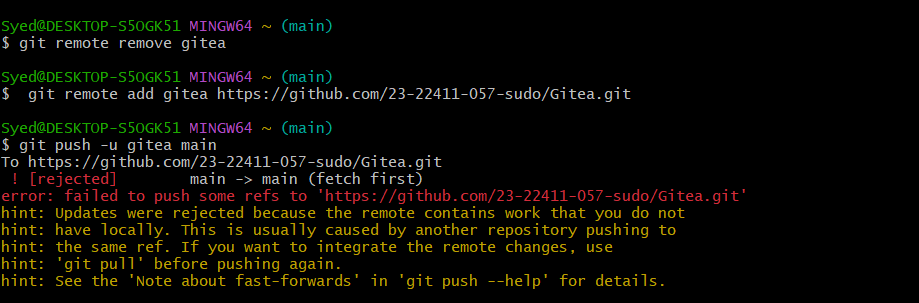 Syed@DESKTOP-S5OGK51 MINGW64 ~ (main)
$ git remote remove gitea
Syed@DESKTOP-S5OGK51 MINGW64 ~ (main)
$  git remote add gitea https://github.com/23-22411-057-sudo/Gitea.git
Syed@DESKTOP-S5OGK51 MINGW64 ~ (main)
$ git push -u gitea main
To https://github.com/23-22411-057-sudo/Gitea.git
 ! [rejected]        main -> main (fetch first)
error: failed to push some refs to 'https://github.com/23-22411-057-sudo/Gitea.git'
hint: Updates were rejected because the remote contains work that you do not
hint: have locally. This is usually caused by another repository pushing to
hint: the same ref. If you want to integrate the remote changes, use
hint: 'git pull' before pushing again.
hint: See the 'Note about fast-forwards' in 'git push --help' for details.